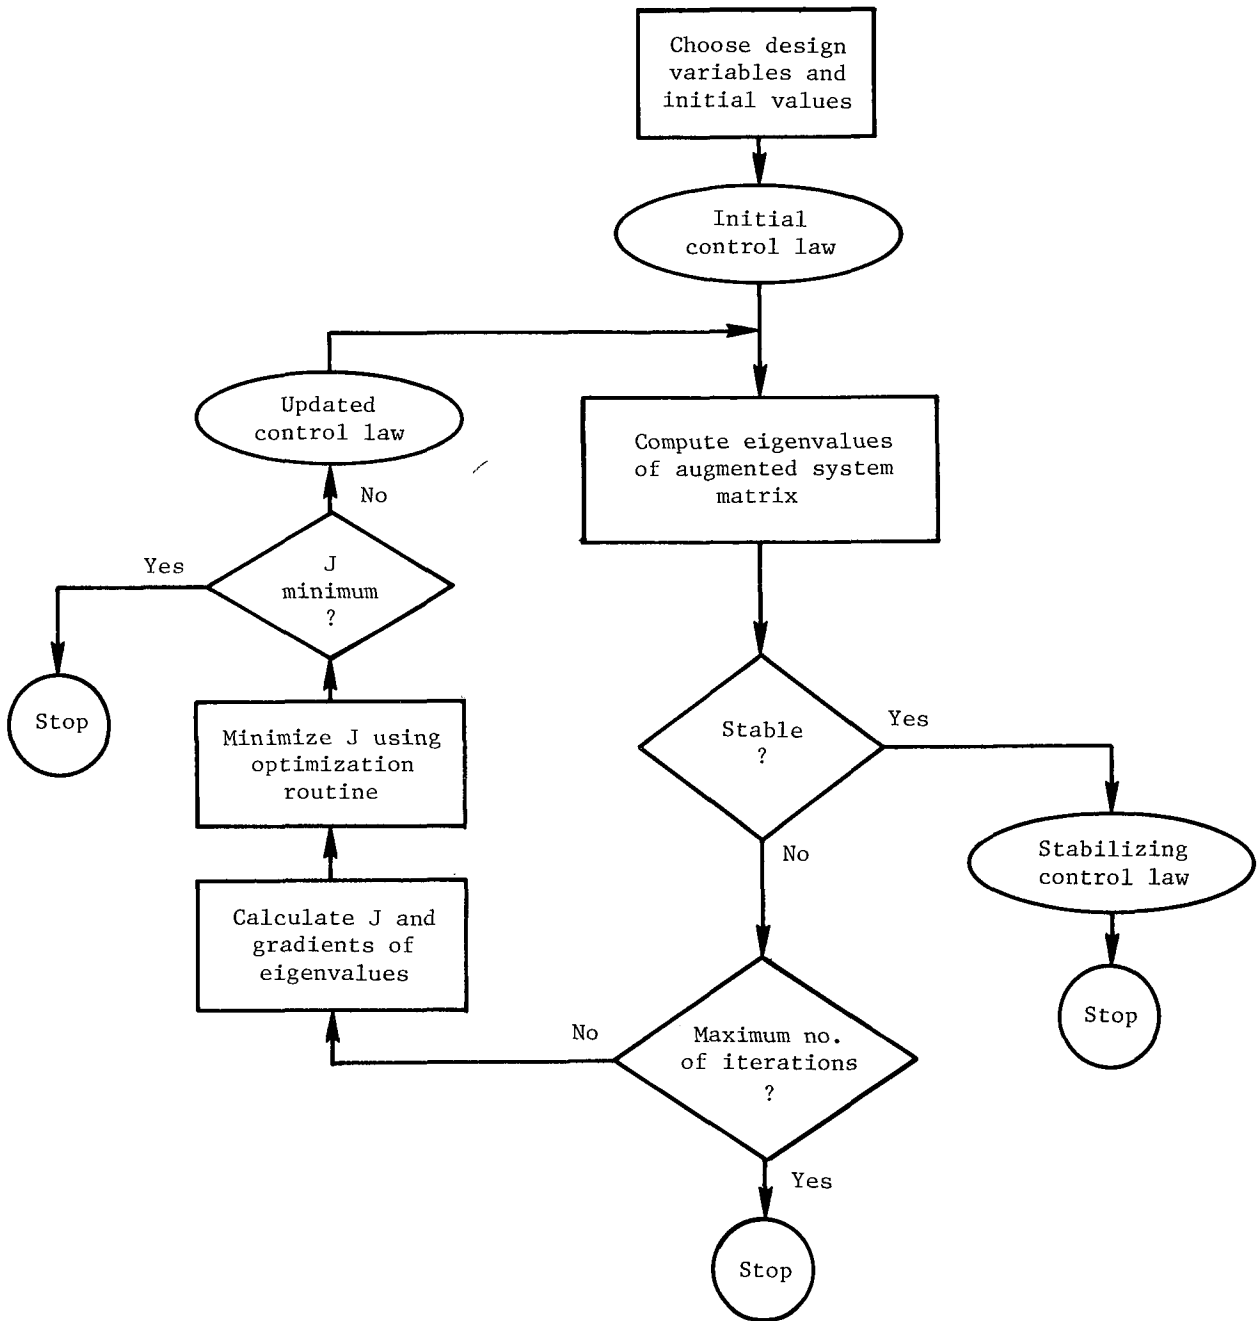 Choose design
variables and
initial values
Initial
control law
Updated
control law
Compute eigenvalues
of augmented system
matrix
No
Yes
J
minimum
?
Stop
Minimize J using
optimization
routine
Stable
?
Yes
No
Stabilizing
control law
Calculate J and
gradients of
eigenvalues
Stop
No
Maximum no.
of iterations
?
Yes
Stop